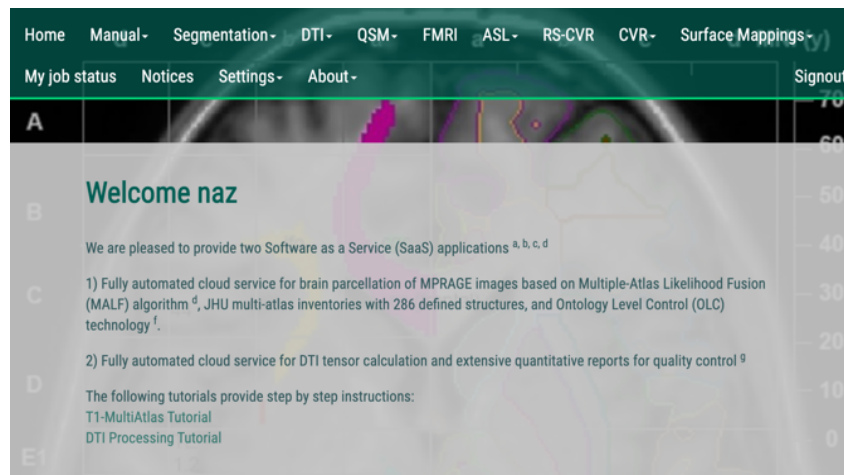 Home Manual Segmentation DTI QSM FMRI ASL RS-CVR CVR Surface Mappings (y)
My job status Notices Settings About Signout
70
A
60
Welcome naz
50
B
We are pleased to provide two Software as a Service (SaaS) applications a, b, c, d
40
1) Fully automated cloud service for brain parcellation of MPRAGE images based on Multiple-Atlas Likelihood Fusion
C (MALF) algorithm d, JHU multi-atlas inventories with 286 defined structures, and Ontology Level Control (OLC) 30
technology f.
20
2) Fully automated cloud service for DTI tensor calculation and extensive quantitative reports for quality control g
D
10
The following tutorials provide step by step instructions:
T1-MultiAtlas Tutorial
DTI Processing Tutorial
0
E1